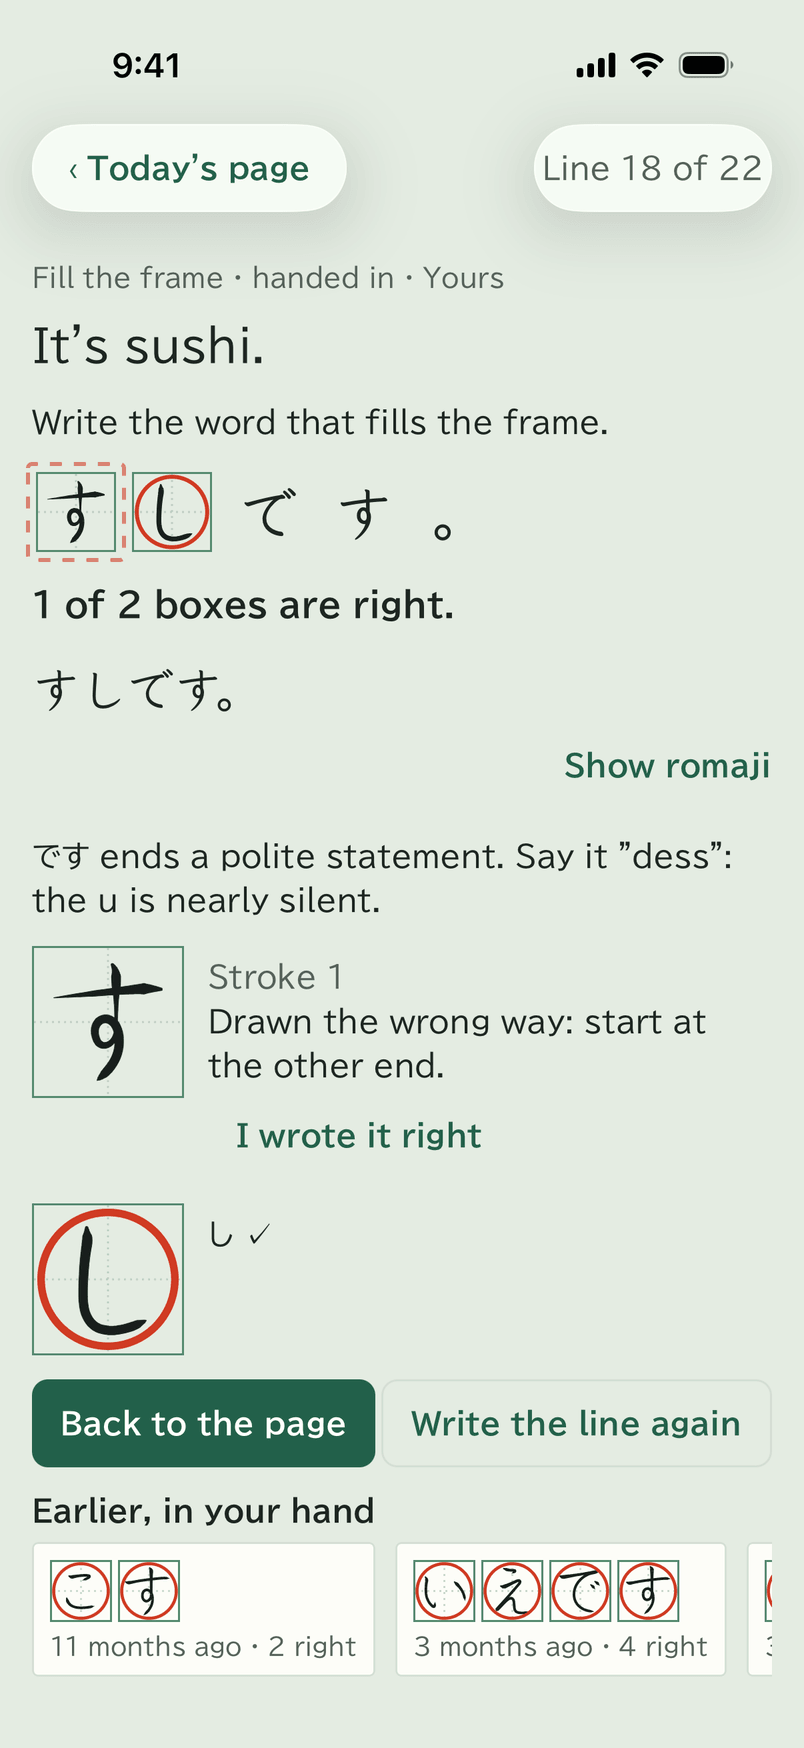 9:41
‹ Today’s page
Line 18 of 22
Fill the frame · handed in · Yours
It’s sushi.
Write the word that fills the frame.
すしです。
1 of 2 boxes are right.
すしです。
Show romaji
です ends a polite statement. Say it ”dess”:
the u is nearly silent.
す
Stroke 1
Drawn the wrong way: start at
the other end.
I wrote it right
し
し ✓
Back to the page
Write the line again
Earlier, in your hand
こす
11 months ago · 2 right
いえです
3 months ago · 4 right